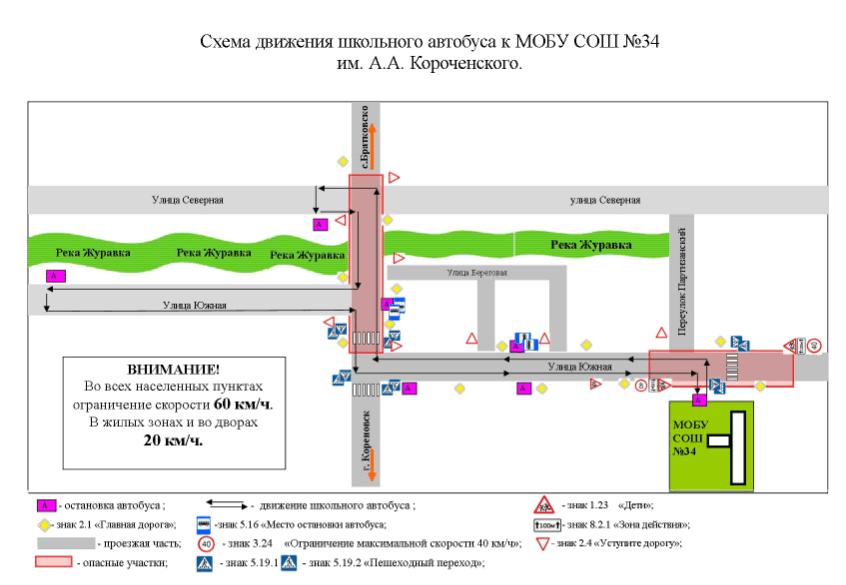 Схема движения школьного автобуса к МОБУ СОШ №34
им. А.А. Короченского.
с.Братковско
Улица Северная
улица Северная
А
Река Журавка
Река Журавка
Река Журавка
Река Журавка
Переулок Партизанский
А
Улица Береговая
Улица Южная
А
А
Улица Южная
40
ВНИМАНИЕ!
Во всех населенных пунктах
ограничение скорости 60 км/ч.
В жилых зонах и во дворах
20 км/ч.
А
А
А
МОБУ
СОШ
№34
г. Кореновск
А - остановка автобуса ;
- движение школьного автобуса ;
- знак 1.23 «Дети»;
- знак 2.1 «Главная дорога»;
-знак 5.16 «Место остановки автобуса;
100м - знак 8.2.1 «Зона действия»;
- проезжая часть;
40 - знак 3.24 «Ограничение максимальной скорости 40 км/ч»;
- знак 2.4 «Уступите дорогу»;
- опасные участки;
- знак 5.19.1 - знак 5.19.2 «Пешеходный переход»;